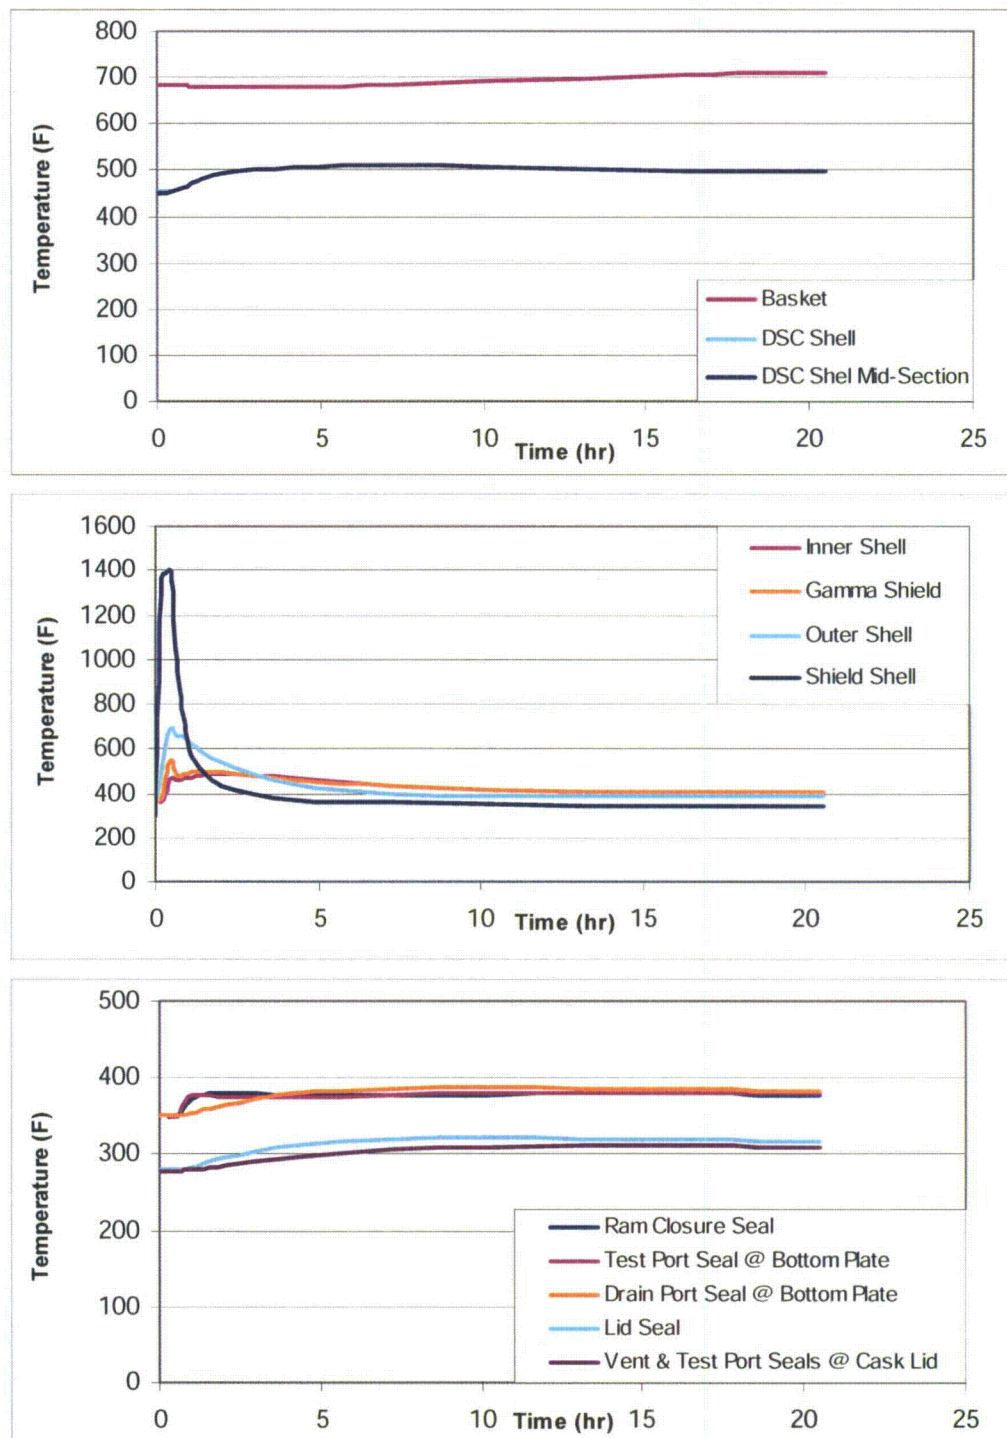 800
700
600
500
400
300
200
100
0
Temperature (F)
Basket
DSC Shell
DSC Shel Mid-Section
0 5 10 15 20 25
Time (hr)
1600
1400
1200
1000
800
600
400
200
0
Temperature (F)
Inner Shell
Gamma Shield
Outer Shell
Shield Shell
0 5 10 15 20 25
Time (hr)
500
400
300
200
100
0
Temperature (F)
Ram Closure Seal
Test Port Seal @ Bottom Plate
Drain Port Seal @ Bottom Plate
Lid Seal
Vent & Test Port Seals @ Cask Lid
0 5 10 15 20 25
Time (hr)